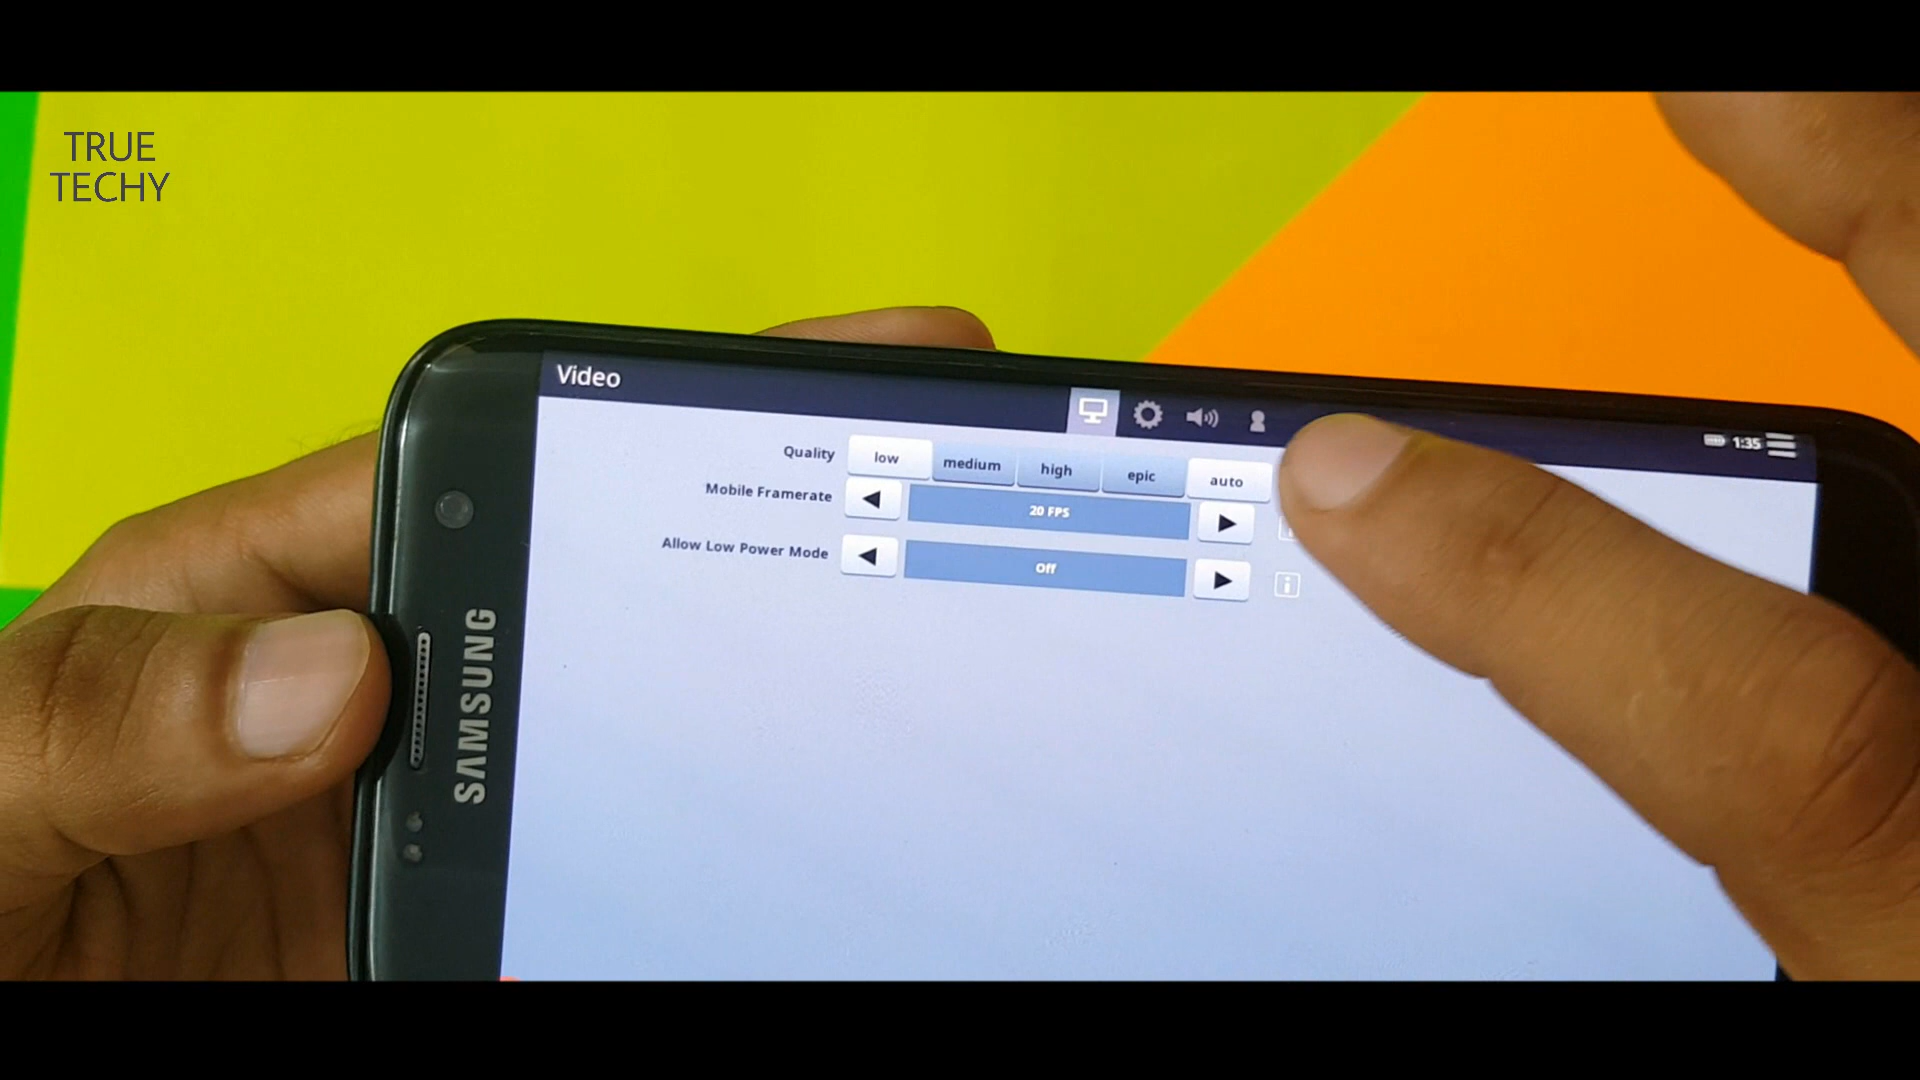 TRUE
TECHY
Video
1:35
Quality low medium high epic auto
Mobile Framerate 20 FPS
Allow Low Power Mode Off
SAMSUNG